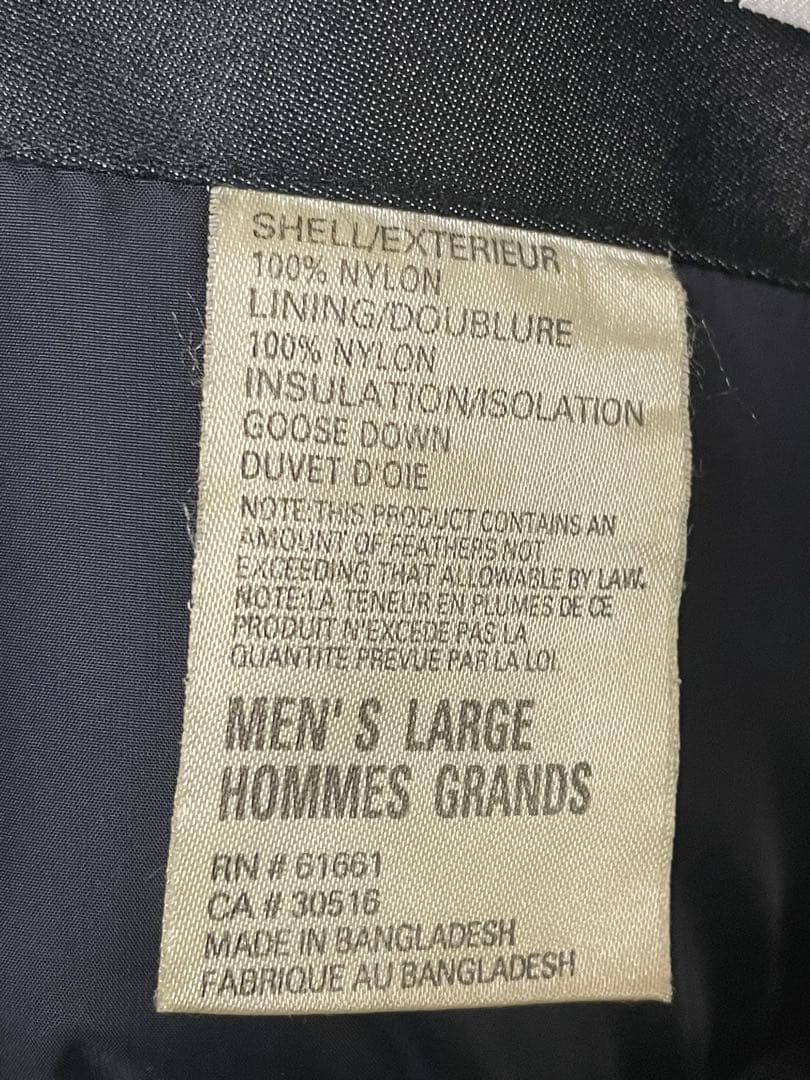 SHELL/EXTERIEUR
100% NYLON
LINING/DOUBLURE
100% NYLON
INSULATION/ISOLATION
GOOSE DOWN
DUVET D'OIE
NOTE:THIS PRODUCT CONTAINS AN
AMOUNT OF FEATHERS NOT
EXCEEDING THAT ALLOWABLE BY LAW.
NOTE:LA TENEUR EN PLUMES DE CE
PRODUIT N'EXCEDE PAS LA
QUANTITE PREVUE PAR LA LOI.
MEN'S LARGE
HOMMES GRANDS
RN # 61661
CA # 30516
MADE IN BANGLADESH
FABRIQUE AU BANGLADESH